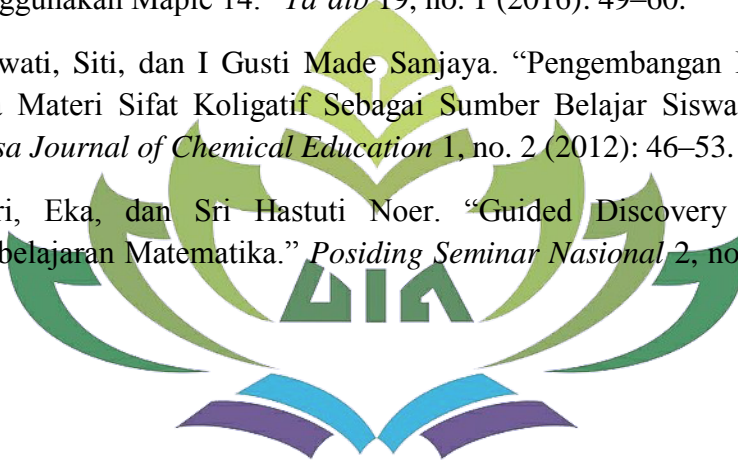 ggunakan Maple 14." Ta'dib 19, no. 1 (2016): 49–60.
wati, Siti, dan I Gusti Made Sanjaya. "Pengembangan
Materi Sifat Koligatif Sebagai Sumber Belajar Siswa
sa Journal of Chemical Education 1, no. 2 (2012): 46–53.
ri, Eka, dan Sri Hastuti Noer. "Guided Discovery
belajaran Matematika." Posiding Seminar Nasional 2, no
UIN